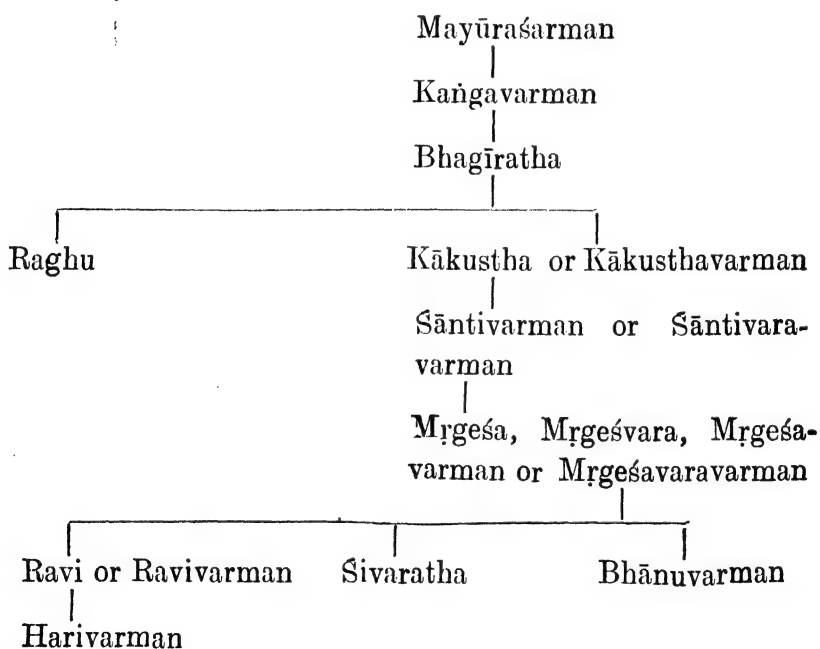 Mayūraśarman
Kaṅgavarman
Bhagīratha
Raghu Kākustha or Kākusthavarman
Śāntivarman or Śāntivara-
varman
Mṛgeśa, Mṛgeśvara, Mṛgeśa-
varman or Mṛgeśavaravarman
Ravi or Ravivarman Śivaratha Bhānuvarman
Harivarman